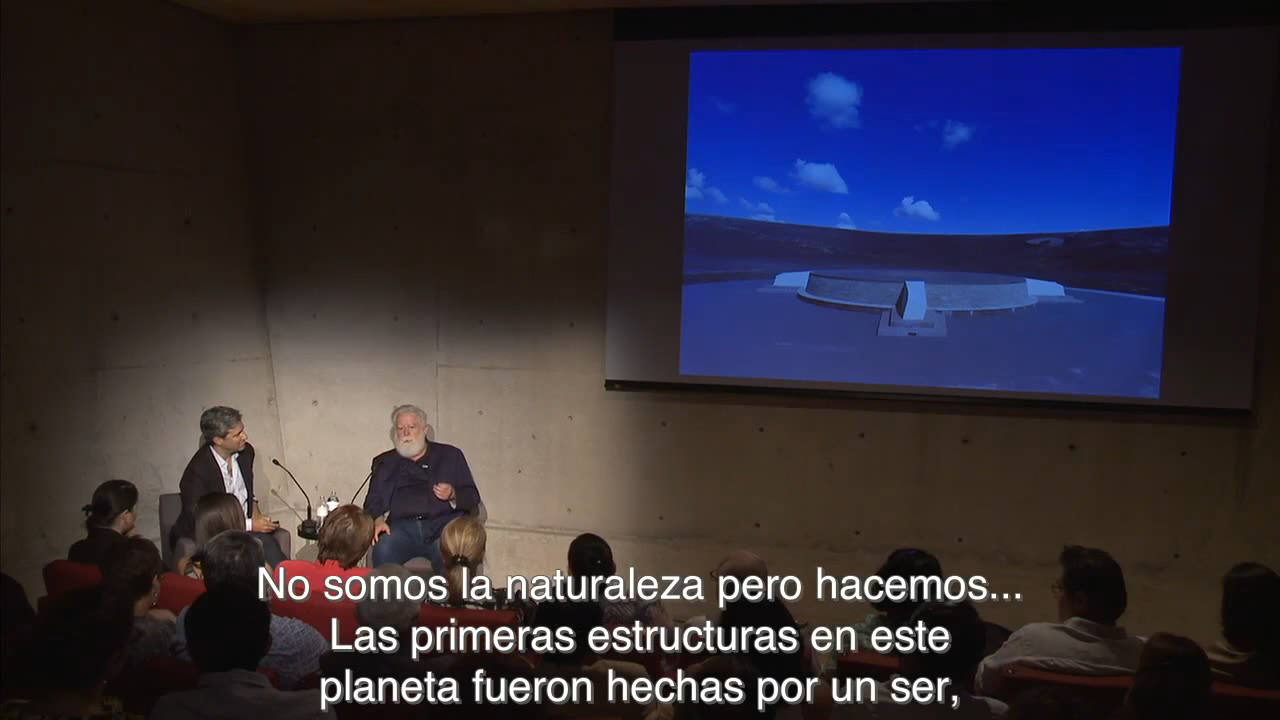 No somos la naturaleza pero hacemos...
Las primeras estructuras en este
planeta fueron hechas por un ser,